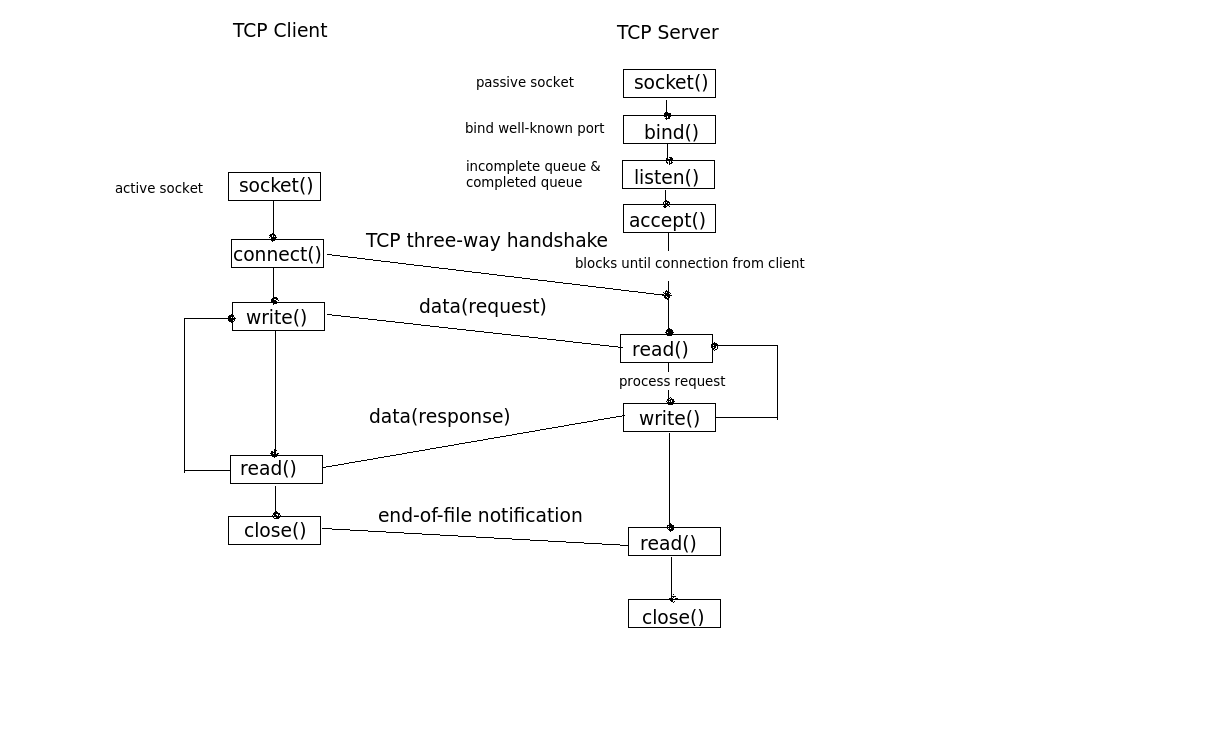 TCP Client
TCP Server
passive socket
socket()
bind well-known port
bind()
incomplete queue &
completed queue
listen()
active socket
socket()
accept()
TCP three-way handshake
connect()
blocks until connection from client
data(request)
write()
read()
process request
data(response)
write()
read()
end-of-file notification
close()
read()
close()